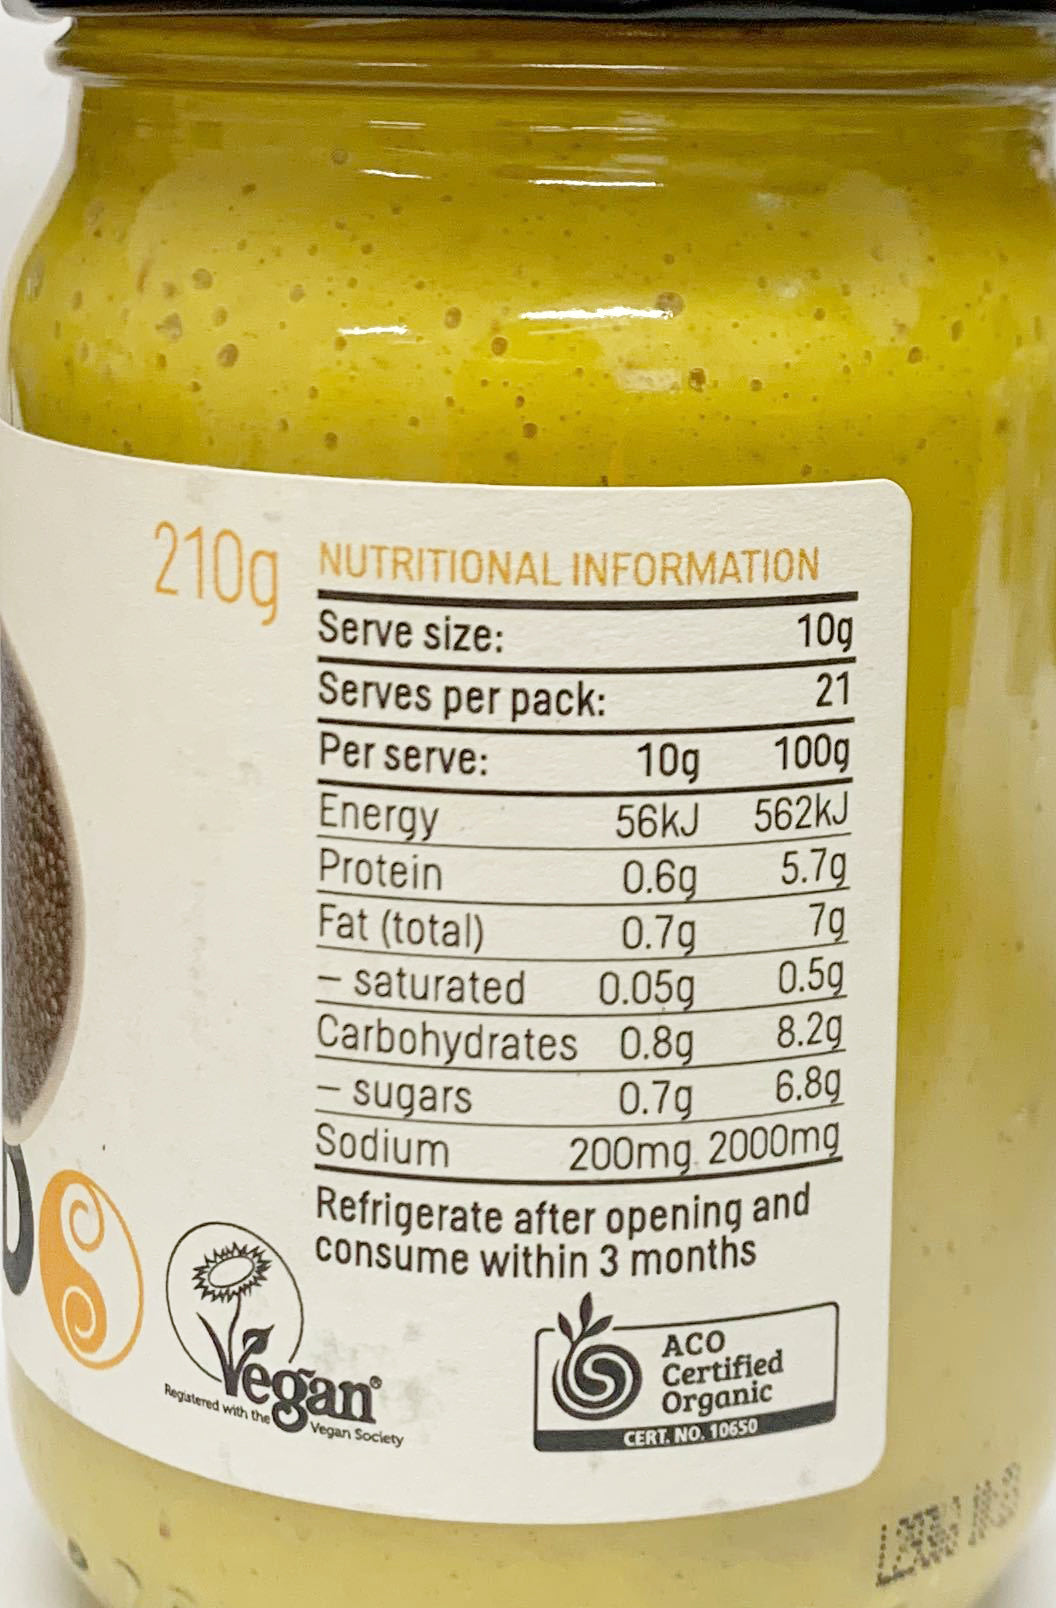 210g
NUTRITIONAL INFORMATION
Serve size: 10g
Serves per pack: 21
Per serve: 10g 100g
Energy 56kJ 562kJ
Protein 0.6g 5.7g
Fat (total) 0.7g 7g
– saturated 0.05g 0.5g
Carbohydrates 0.8g 8.2g
– sugars 0.7g 6.8g
Sodium 200mg 2000mg
Refrigerate after opening and
consume within 3 months
Vegan®
Registered with the
Vegan Society
ACO
Certified
Organic
CERT. NO. 10650